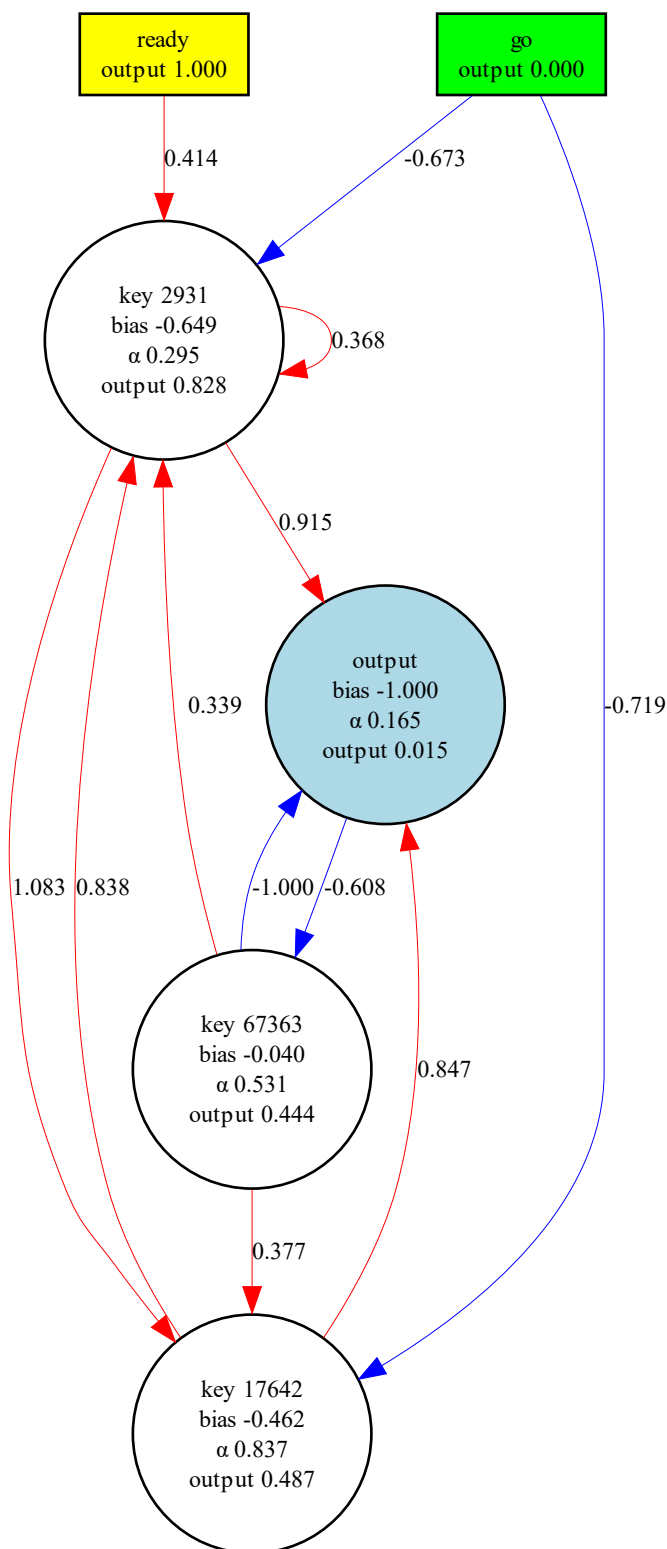 ready
output 1.000
go
output 0.000
0.414
-0.673
key 2931
bias -0.649
α 0.295
output 0.828
0.368
0.915
output
bias -1.000
α 0.165
output 0.015
0.339
-0.719
1.083
0.838
-1.000
-0.608
key 67363
bias -0.040
α 0.531
output 0.444
0.847
0.377
key 17642
bias -0.462
α 0.837
output 0.487